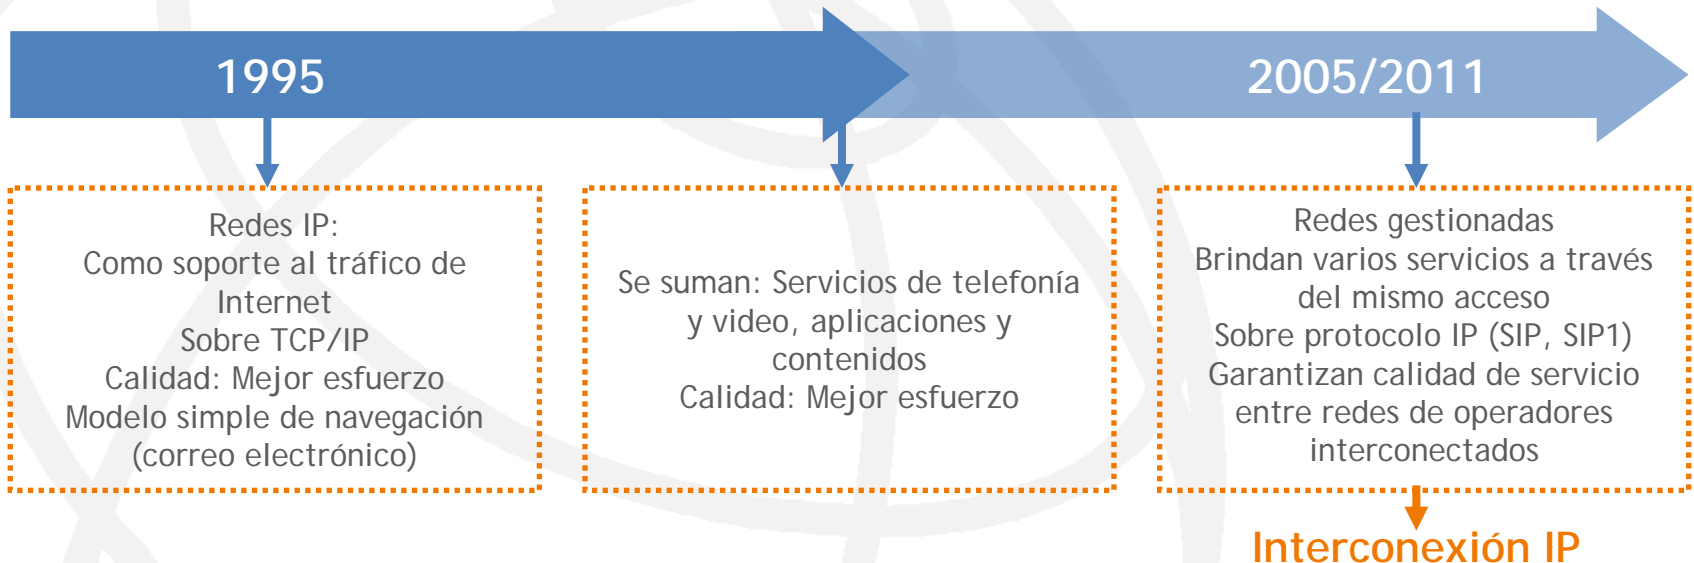 1995
2005/2011
Redes IP:
Como soporte al tráfico de
Internet
Sobre TCP/IP
Calidad: Mejor esfuerzo
Modelo simple de navegación
(correo electrónico)
Se suman: Servicios de telefonía
y video, aplicaciones y
contenidos
Calidad: Mejor esfuerzo
Redes gestionadas
Brindan varios servicios a través
del mismo acceso
Sobre protocolo IP (SIP, SIP1)
Garantizan calidad de servicio
entre redes de operadores
interconectados
Interconexión IP